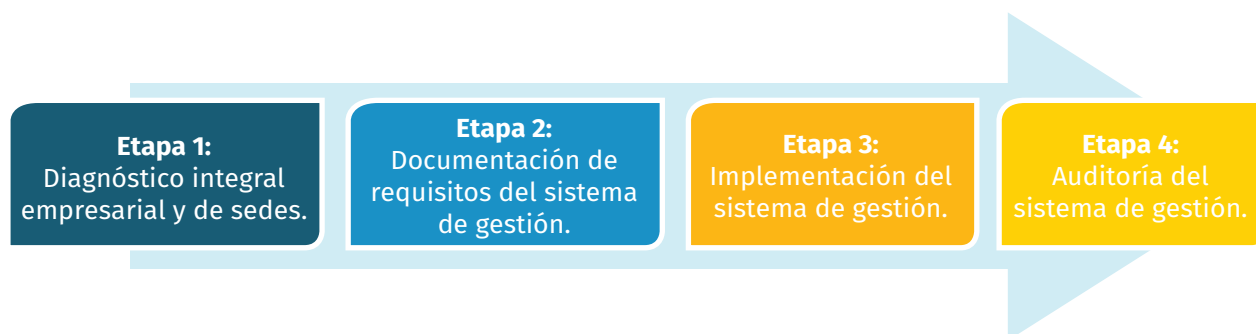 Etapa 1:
Diagnóstico integral
empresarial y de sedes.
Etapa 2:
Documentación de
requisitos del sistema
de gestión.
Etapa 3:
Implementación del
sistema de gestión.
Etapa 4:
Auditoría del
sistema de gestión.